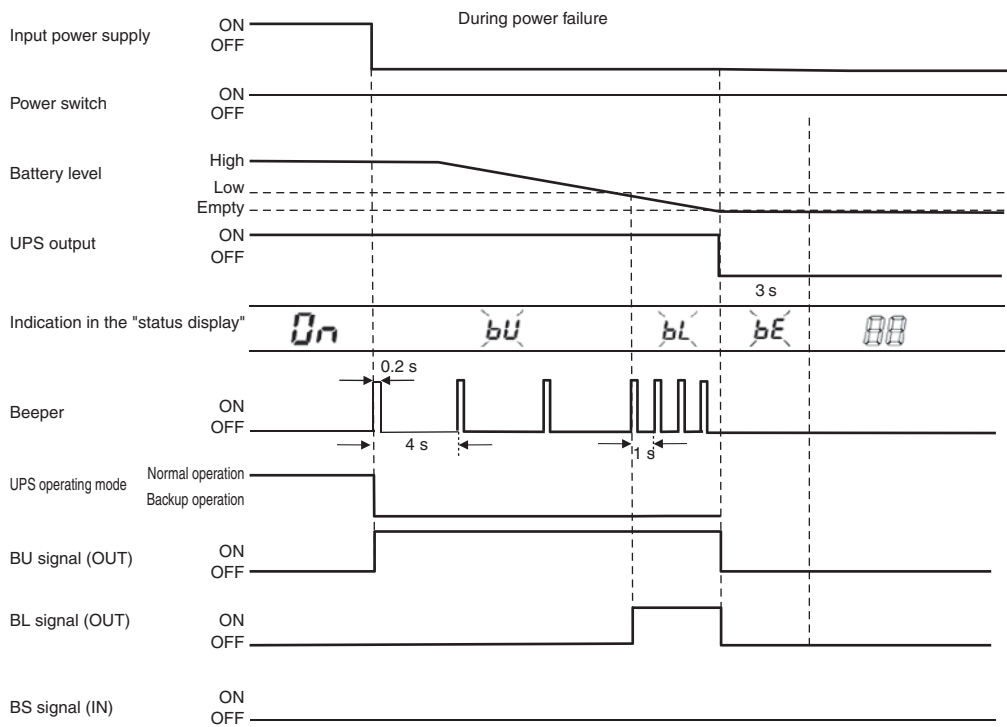 During power failure
Input power supply ON
OFF
Power switch ON
OFF
Battery level High
Low
Empty
UPS output ON
OFF
3 s
Indication in the "status display" On bU bL bE 88
0.2 s
Beeper ON
OFF
4 s 1 s
UPS operating mode Normal operation
Backup operation
BU signal (OUT) ON
OFF
BL signal (OUT) ON
OFF
BS signal (IN) ON
OFF